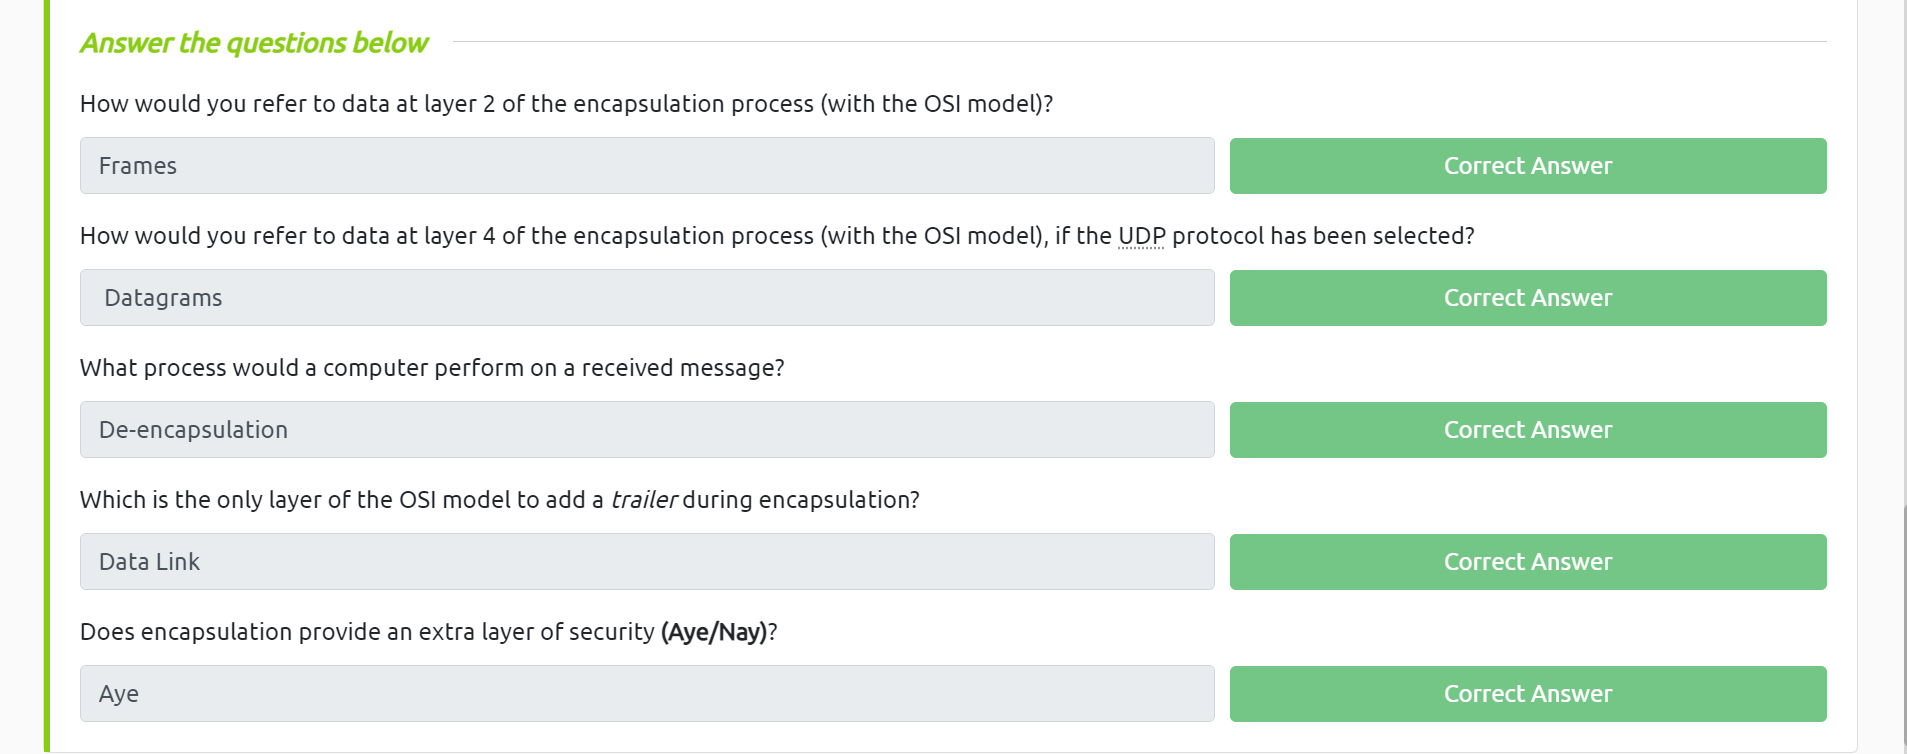 Answer the questions below
How would you refer to data at layer 2 of the encapsulation process (with the OSI model)?
Frames
Correct Answer
How would you refer to data at layer 4 of the encapsulation process (with the OSI model), if the UDP protocol has been selected?
Datagrams
Correct Answer
What process would a computer perform on a received message?
De-encapsulation
Correct Answer
Which is the only layer of the OSI model to add a trailer during encapsulation?
Data Link
Correct Answer
Does encapsulation provide an extra layer of security (Aye/Nay)?
Aye
Correct Answer